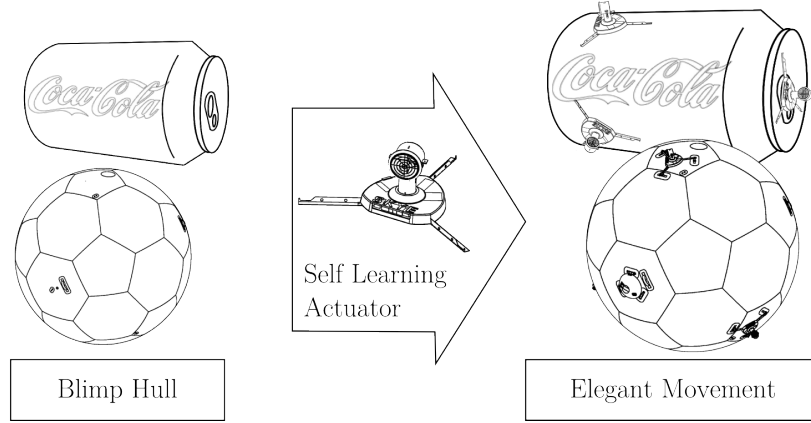 Coca-Cola
Coca-Cola
Self Learning
Actuator
Blimp Hull
Elegant Movement